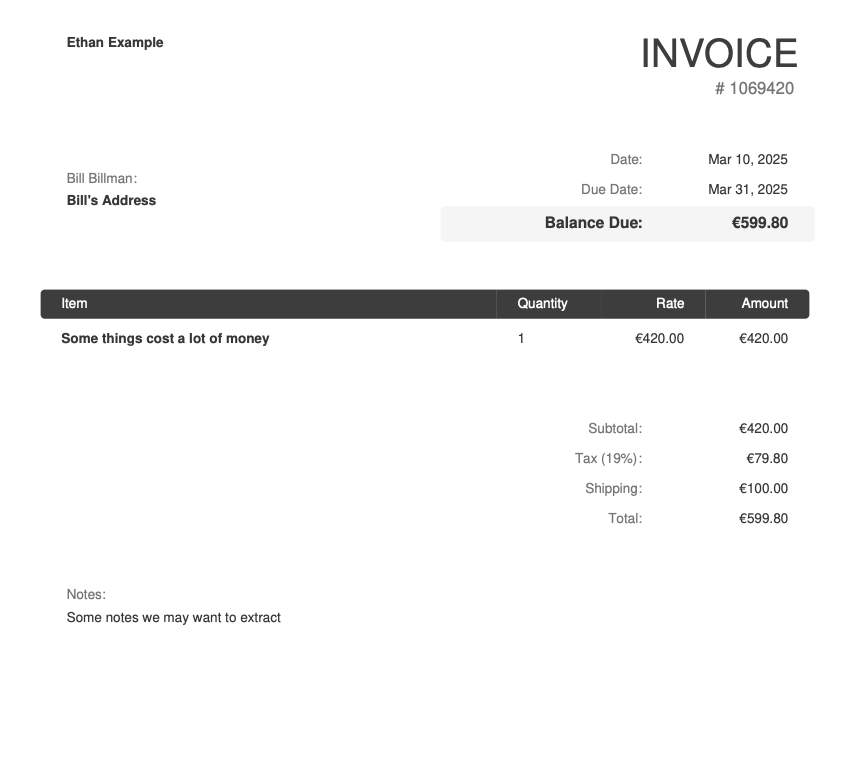 Ethan Example
INVOICE
# 1069420
Date: Mar 10, 2025
Bill Billman:
Due Date: Mar 31, 2025
Bill's Address
Balance Due: €599.80
Item Quantity Rate Amount
Some things cost a lot of money 1 €420.00 €420.00
Subtotal: €420.00
Tax (19%): €79.80
Shipping: €100.00
Total: €599.80
Notes:
Some notes we may want to extract